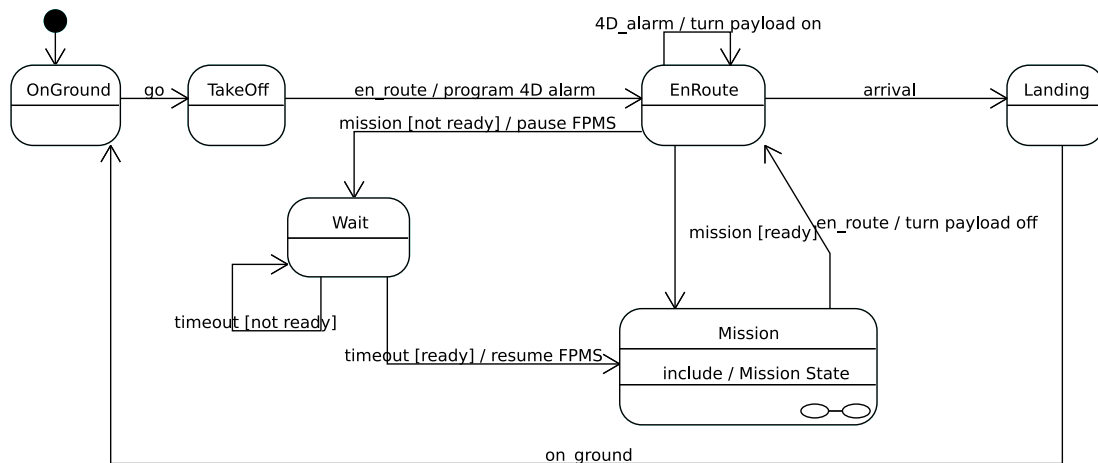 4D_alarm / turn payload on
OnGround
go
TakeOff
en_route / program 4D alarm
EnRoute
arrival
Landing
mission [not ready] / pause FPMS
Wait
mission [ready]
en_route / turn payload off
timeout [not ready]
timeout [ready] / resume FPMS
Mission
include / Mission State
on_ground